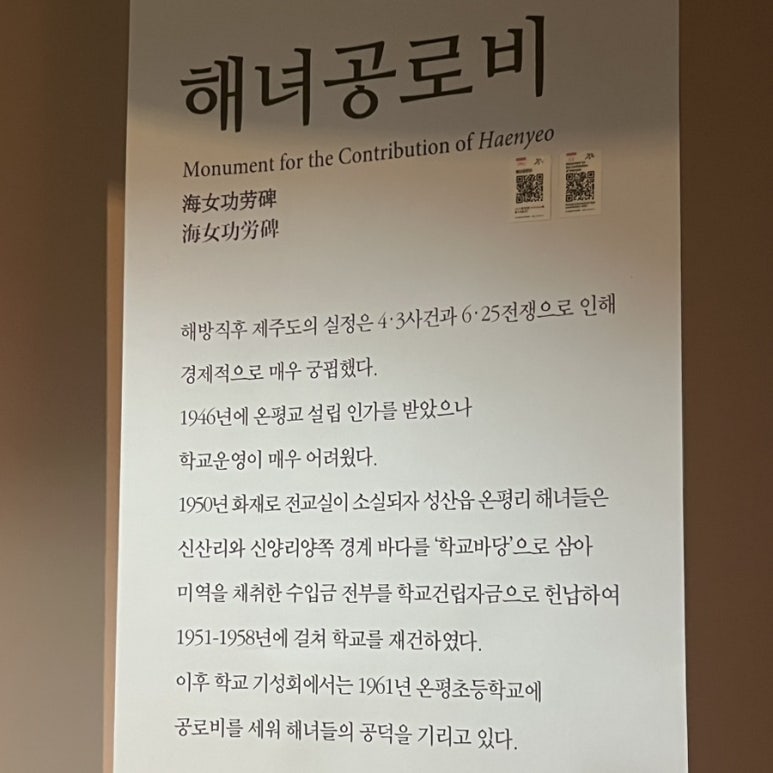 해녀공로비
Monument for the Contribution of Haenyeo
海女功劳碑
海女功労碑
해방직후 제주도의 실정은 4·3사건과 6·25전쟁으로 인해
경제적으로 매우 궁핍했다.
1946년에 온평교 설립 인가를 받았으나
학교운영이 매우 어려웠다.
1950년 화재로 전교실이 소실되자 성산읍 온평리 해녀들은
신산리와 신양리양쪽 경계 바다를 ‘학교바당’으로 삼아
미역을 채취한 수입금 전부를 학교건립자금으로 헌납하여
1951-1958년에 걸쳐 학교를 재건하였다.
이후 학교 기성회에서는 1961년 온평초등학교에
공로비를 세워 해녀들의 공덕을 기리고 있다.